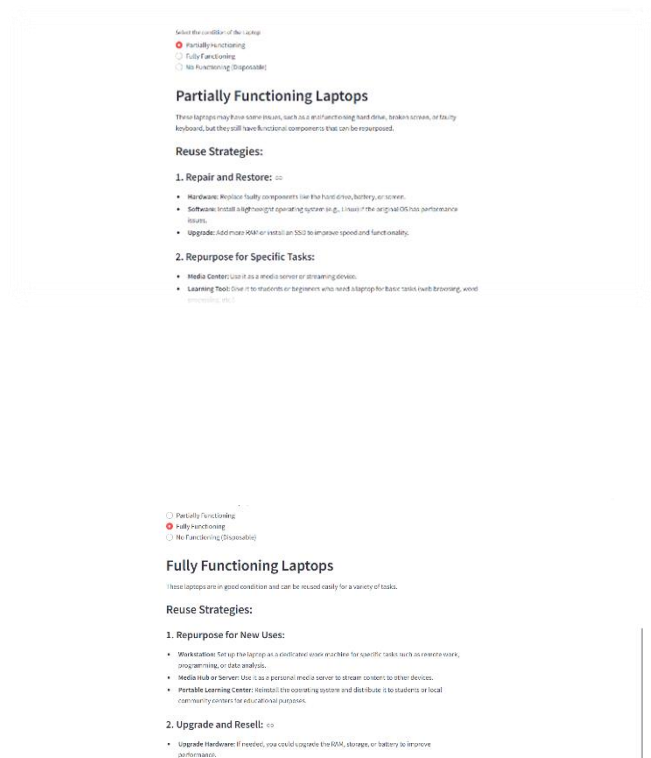 Select the condition of the Laptop
Partially Functioning
Fully Functioning
No Functioning (Disposable)
Partially Functioning Laptops
These laptops may have some issues, such as a malfunctioning hard drive, broken screen, or faulty
keyboard, but they still have functional components that can be repurposed.
Reuse Strategies:
1. Repair and Restore:
• Hardware: Replace faulty components like the hard drive, battery, or screen.
• Software: Install a lightweight operating system (e.g., Linux) if the original OS has performance
issues.
• Upgrade: Add more RAM or install an SSD to improve speed and functionality.
2. Repurpose for Specific Tasks:
• Media Center: Use it as a media server or streaming device.
• Learning Tool: Give it to students or beginners who need a laptop for basic tasks (web browsing, word
Partially Functioning
Fully Functioning
No Functioning (Disposable)
Fully Functioning Laptops
These laptops are in good condition and can be reused easily for a variety of tasks.
Reuse Strategies:
1. Repurpose for New Uses:
• Workstation: Set up the laptop as a dedicated work machine for specific tasks such as remote work,
programming, or data analysis.
• Media Hub or Server: Use it as a personal media server to stream content to other devices.
• Portable Learning Center: Reinstall the operating system and distribute it to students or local
community centers for educational purposes.
2. Upgrade and Resell:
• Upgrade Hardware: If needed, you could upgrade the RAM, storage, or battery to improve
performance.